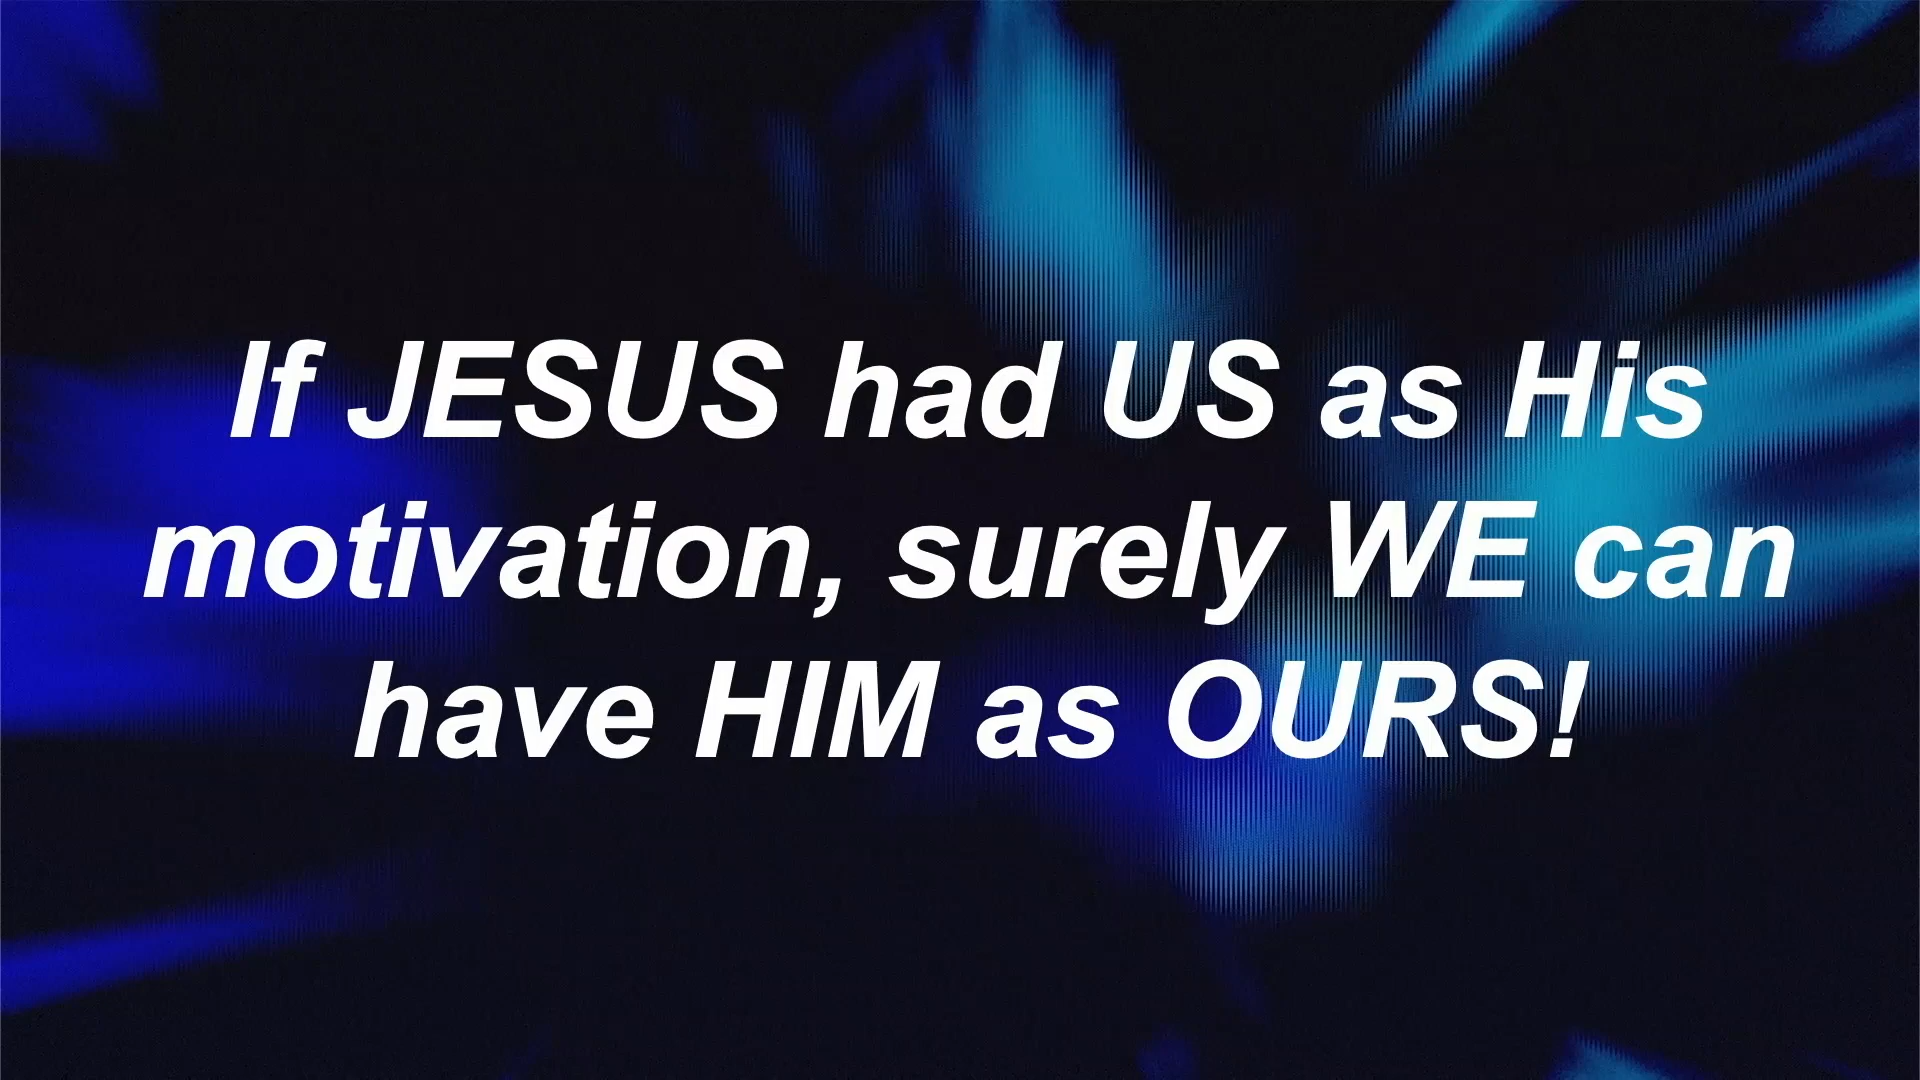 If JESUS had US as His
motivation, surely WE can
have HIM as OURS!